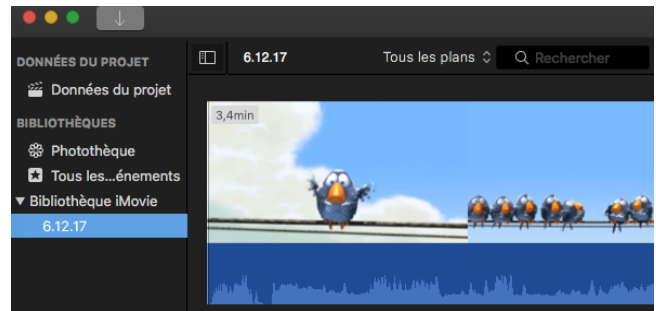 DONNÉES DU PROJET
Données du projet
BIBLIOTHÈQUES
Photothèque
Tous les...énements
Bibliothèque iMovie
6.12.17
6.12.17
Tous les plans
Rechercher
3,4min